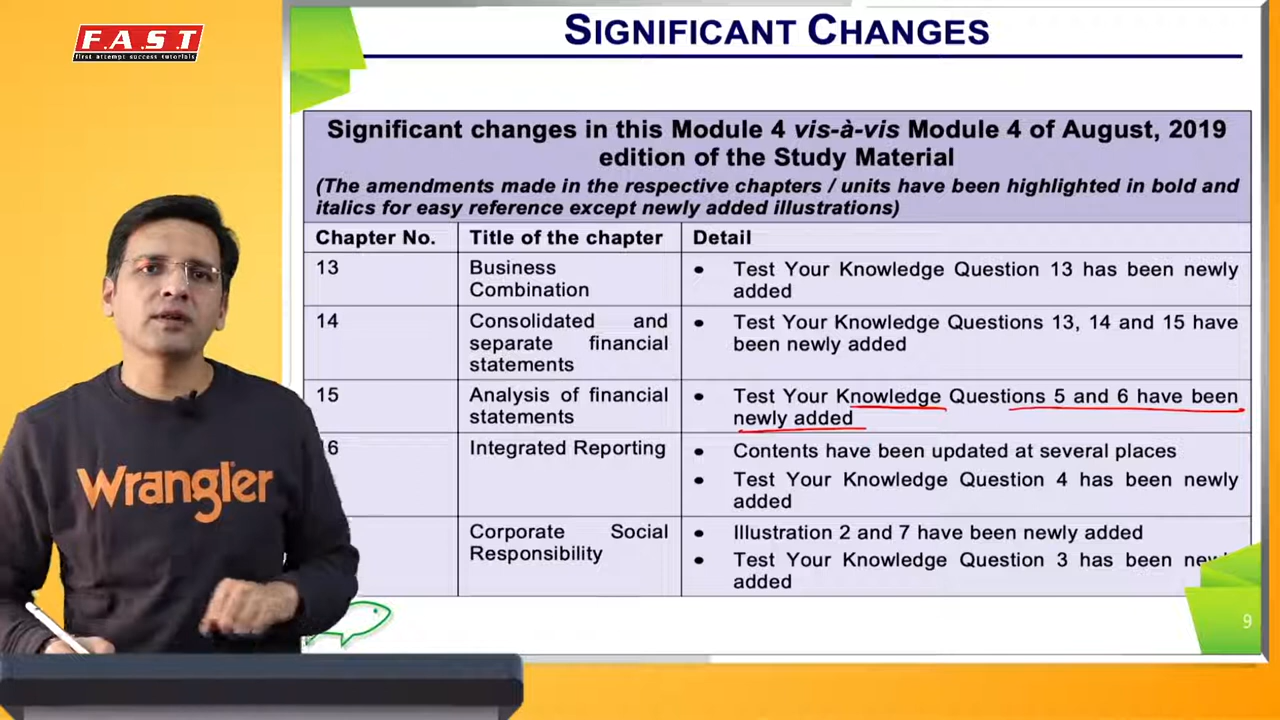 F.A.S.T
first attempt success tutorials
SIGNIFICANT CHANGES
Significant changes in this Module 4 vis-à-vis Module 4 of August, 2019
edition of the Study Material
(The amendments made in the respective chapters / units have been highlighted in bold and
italics for easy reference except newly added illustrations)
Chapter No. Title of the chapter Detail
13 Business Combination
• Test Your Knowledge Question 13 has been newly
added
14 Consolidated and
separate financial
statements
• Test Your Knowledge Questions 13, 14 and 15 have
been newly added
15 Analysis of financial
statements
• Test Your Knowledge Questions 5 and 6 have been
newly added
6 Integrated Reporting
• Contents have been updated at several places
• Test Your Knowledge Question 4 has been newly
added
Corporate Social
Responsibility
• Illustration 2 and 7 have been newly added
• Test Your Knowledge Question 3 has been
added
Wrangler
9